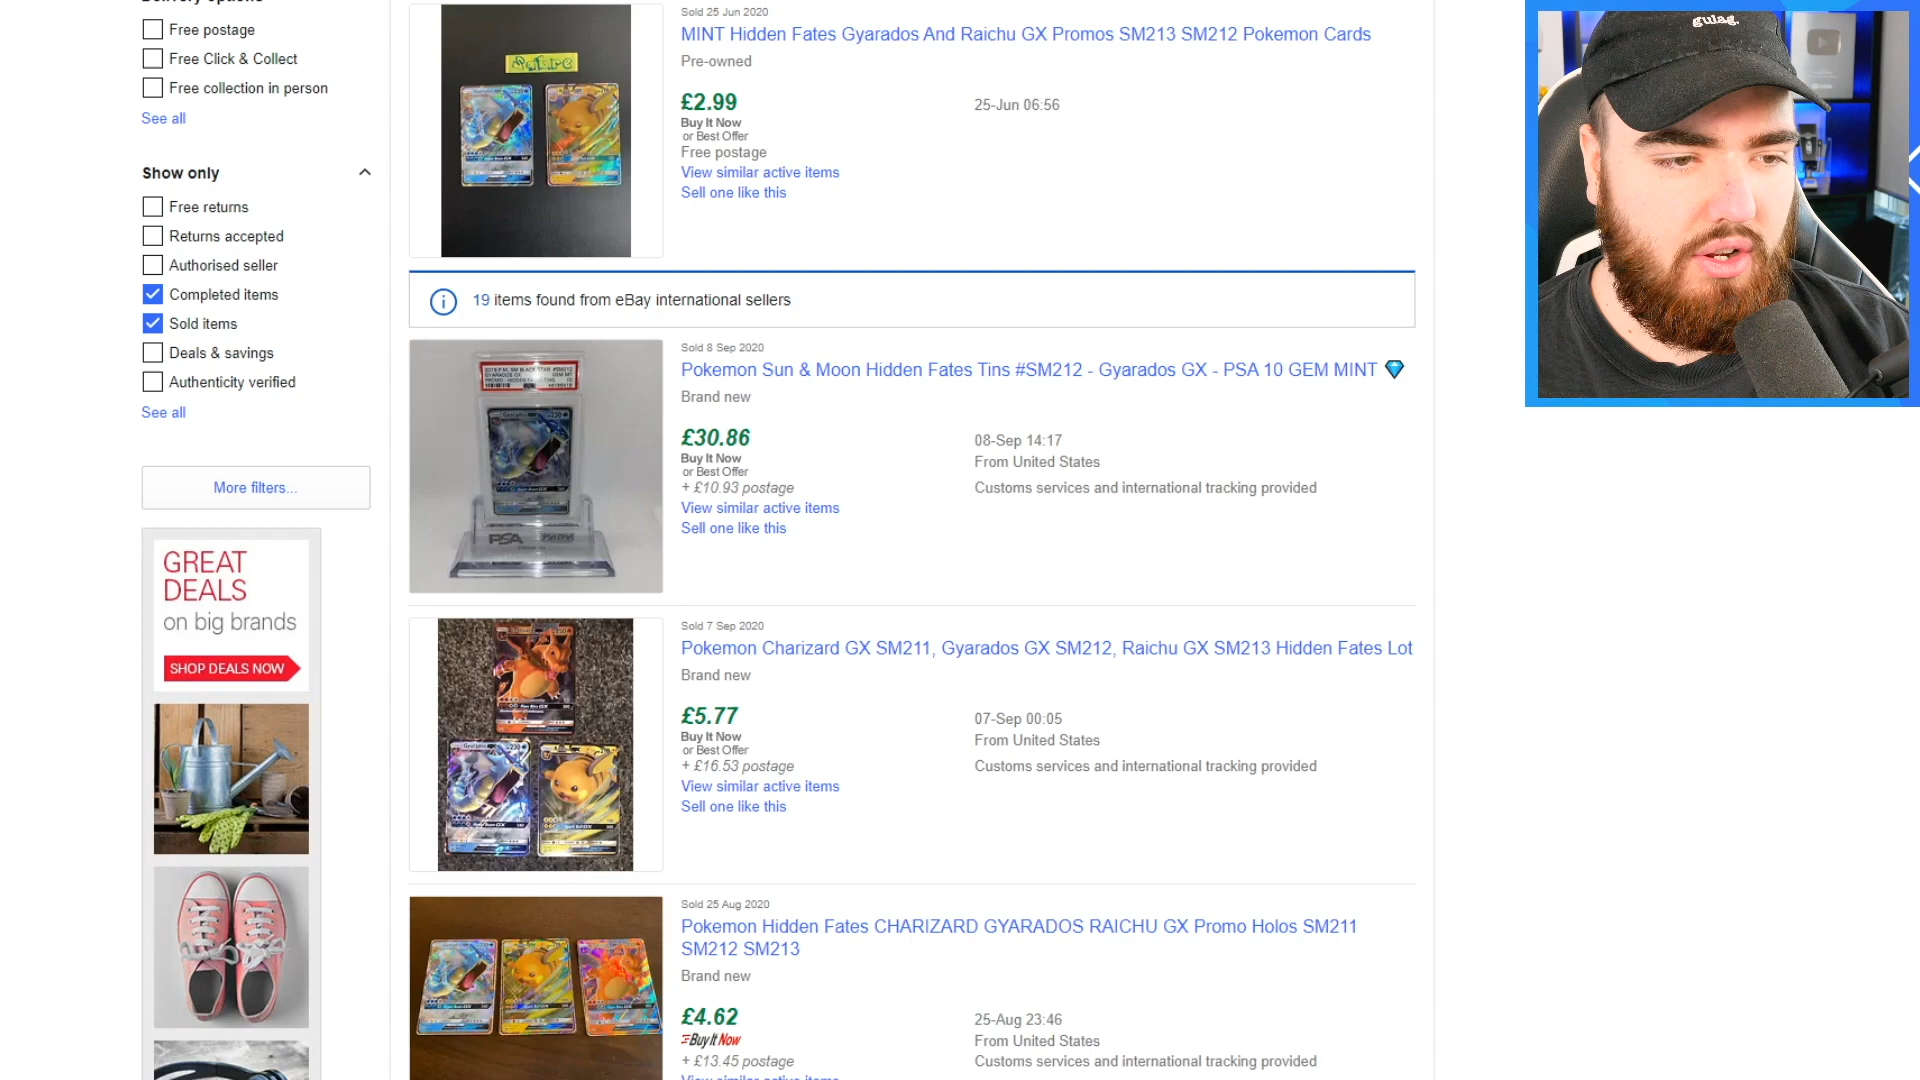 Free postage
Free Click & Collect
Free collection in person
See all
Show only
Free returns
Returns accepted
Authorised seller
Completed items
Sold items
Deals & savings
Authenticity verified
See all
More filters...
GREAT
DEALS
on big brands
SHOP DEALS NOW
Sold 25 Jun 2020
MINT Hidden Fates Gyarados And Raichu GX Promos SM213 SM212 Pokemon Cards
Pre-owned
£2.99
25-Jun 06:56
Buy It Now
or Best Offer
Free postage
View similar active items
Sell one like this
19 items found from eBay international sellers
Sold 8 Sep 2020
Pokemon Sun & Moon Hidden Fates Tins #SM212 - Gyarados GX - PSA 10 GEM MINT
Brand new
£30.86
08-Sep 14:17
Buy It Now
From United States
or Best Offer
+ £10.93 postage
Customs services and international tracking provided
View similar active items
Sell one like this
PSA
Sold 7 Sep 2020
Pokemon Charizard GX SM211, Gyarados GX SM212, Raichu GX SM213 Hidden Fates Lot
Brand new
£5.77
07-Sep 00:05
Buy It Now
From United States
or Best Offer
+ £16.53 postage
Customs services and international tracking provided
View similar active items
Sell one like this
Sold 25 Aug 2020
Pokemon Hidden Fates CHARIZARD GYARADOS RAICHU GX Promo Holos SM211
SM212 SM213
Brand new
£4.62
25-Aug 23:46
Buy It Now
From United States
+ £13.45 postage
Customs services and international tracking provided
View similar active items
gulag.